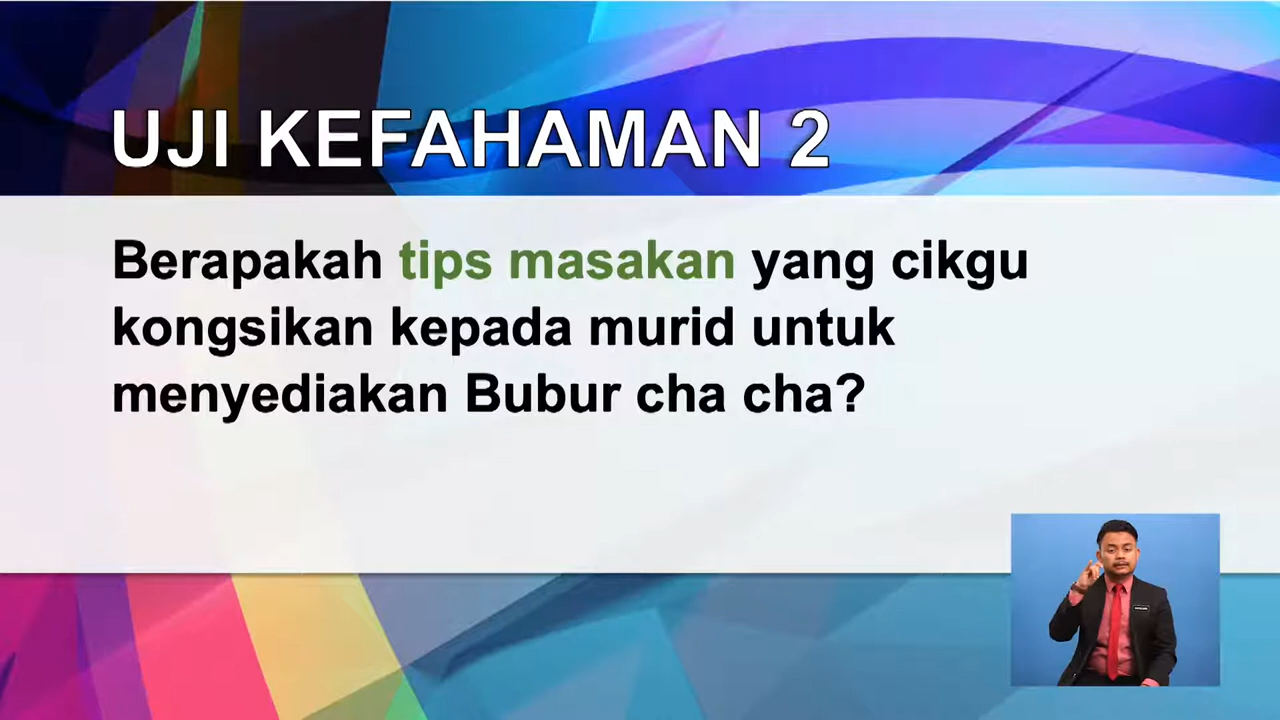 UJI KEFAHAMAN 2
Berapakah tips masakan yang cikgu
kongsikan kepada murid untuk
menyediakan Bubur cha cha?